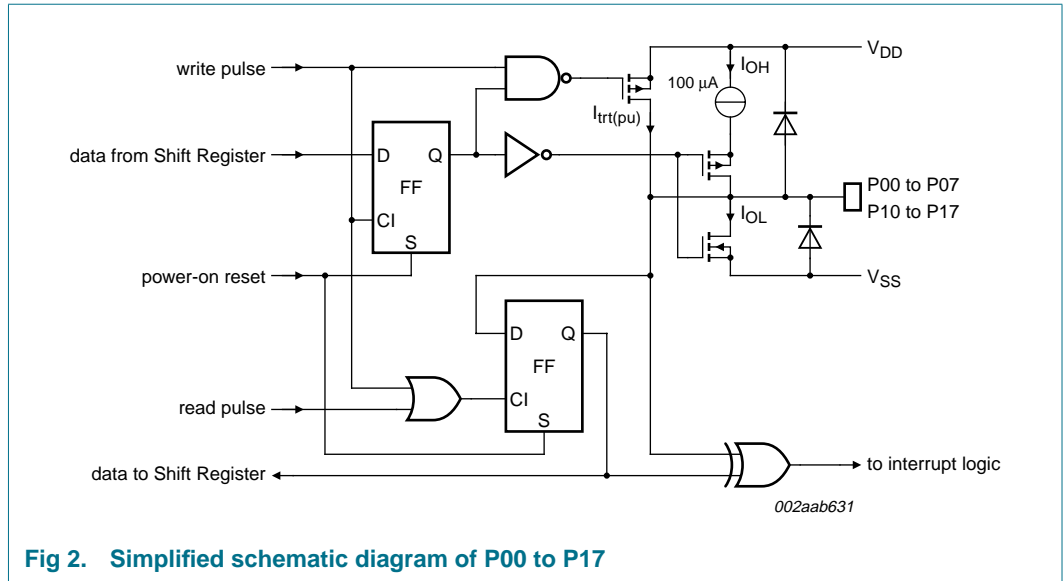 write pulse
data from Shift Register
power-on reset
read pulse
data to Shift Register
D
Q
FF
CI
S
D
Q
FF
CI
S
I_trt(pu)
100 μA
I_OH
V_DD
P00 to P07
P10 to P17
I_OL
V_SS
to interrupt logic
002aab631
Fig 2. Simplified schematic diagram of P00 to P17